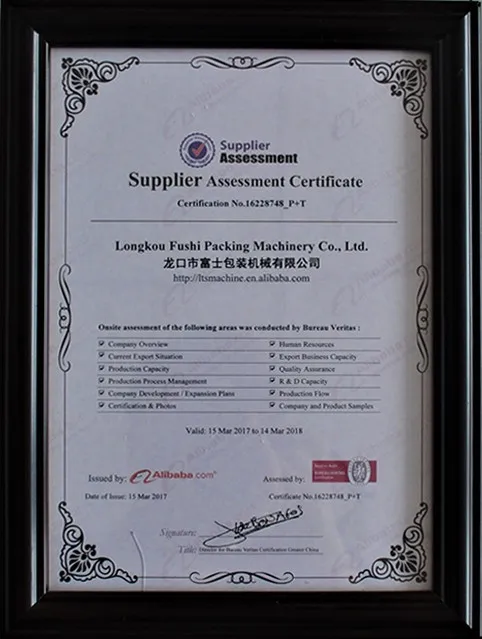 Supplier
Assessment
Supplier Assessment Certificate
Certification No.16228748_P+T
Longkou Fushi Packing Machinery Co., Ltd.
龙口市富士包装机械有限公司
http://ltsmachine.en.alibaba.com
Onsite assessment of the following areas was conducted by Bureau Veritas :
Company Overview
Human Resources
Current Export Situation
Export Business Capacity
Production Capacity
Quality Assurance
Production Process Management
R & D Capacity
Company Development / Expansion Plans
Production Flow
Certification & Photos
Company and Product Samples
Valid: 15 Mar 2017 to 14 Mar 2018
Issued by: Alibaba.com
Assessed by:
Date of Issue: 15 Mar 2017
Certificate No.16228748_P+T
Signature:
Title: Director for Bureau Veritas Certification Greater China